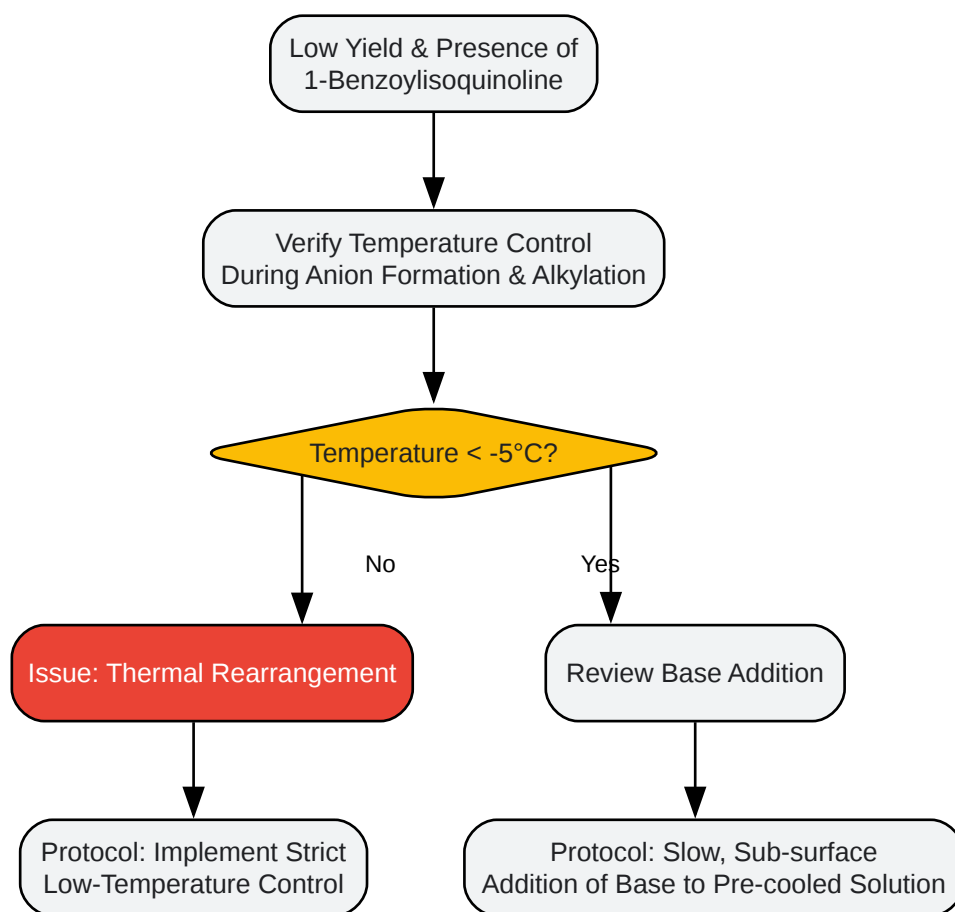 Low Yield & Presence of
1-Benzoylisoquinoline
Verify Temperature Control
During Anion Formation & Alkylation
Temperature < -5°C?
No
Yes
Issue: Thermal Rearrangement
Review Base Addition
Protocol: Implement Strict
Low-Temperature Control
Protocol: Slow, Sub-surface
Addition of Base to Pre-cooled Solution